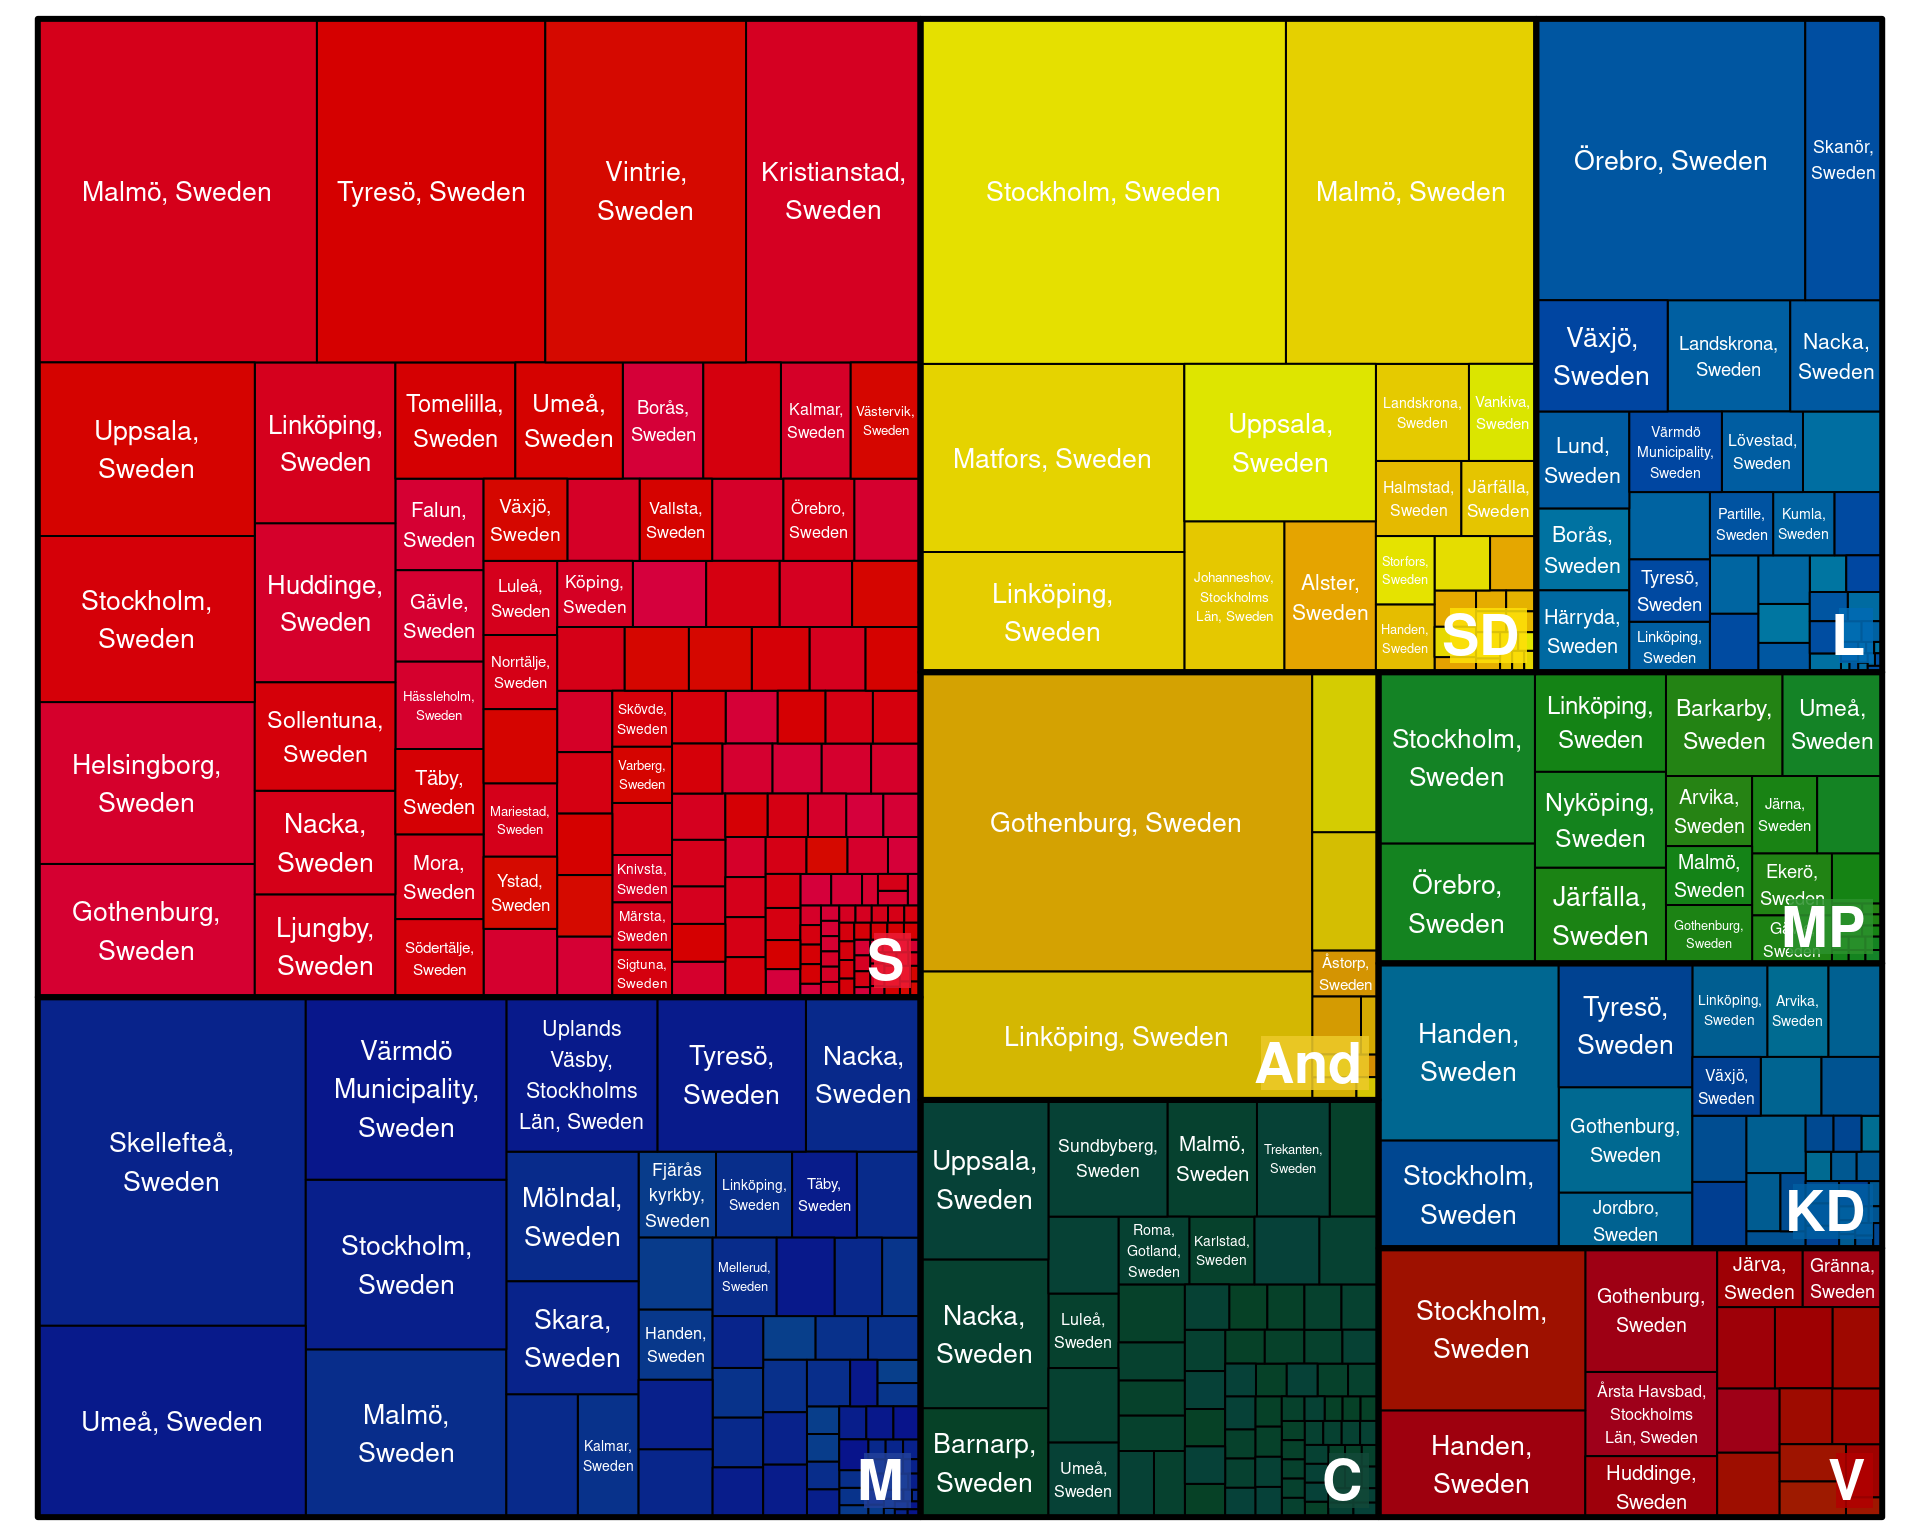 Malmö, Sweden
Tyresö, Sweden
Vintrie,
Sweden
Kristianstad,
Sweden
Uppsala,
Sweden
Stockholm,
Sweden
Helsingborg,
Sweden
Gothenburg,
Sweden
Linköping,
Sweden
Huddinge,
Sweden
Sollentuna,
Sweden
Nacka,
Sweden
Ljungby,
Sweden
Tomelilla,
Sweden
Umeå,
Sweden
Borås,
Sweden
Kalmar,
Sweden
Västervik,
Sweden
Falun,
Sweden
Gävle,
Sweden
Hässleholm,
Sweden
Täby,
Sweden
Mora,
Sweden
Södertälje,
Sweden
Växjö,
Sweden
Vallsta,
Sweden
Örebro,
Sweden
Luleå,
Sweden
Köping,
Sweden
Norrtälje,
Sweden
Mariestad,
Sweden
Ystad,
Sweden
Skövde,
Sweden
Varberg,
Sweden
Knivsta,
Sweden
Märsta,
Sweden
Sigtuna,
Sweden
S
Skellefteå,
Sweden
Umeå, Sweden
Värmdö
Municipality,
Sweden
Stockholm,
Sweden
Malmö,
Sweden
Uplands
Väsby,
Stockholms
Län, Sweden
Tyresö,
Sweden
Nacka,
Sweden
Mölndal,
Sweden
Skara,
Sweden
Kalmar,
Sweden
Fjärås
kyrkby,
Sweden
Linköping,
Sweden
Täby,
Sweden
Mellerud,
Sweden
Handen,
Sweden
M
Stockholm, Sweden
Malmö, Sweden
Matfors, Sweden
Linköping,
Sweden
Uppsala,
Sweden
Johanneshov,
Stockholms
Län, Sweden
Alster,
Sweden
Landskrona,
Sweden
Vankiva,
Sweden
Halmstad,
Sweden
Järfälla,
Sweden
Storfors,
Sweden
Handen,
Sweden
SD
Gothenburg, Sweden
Linköping, Sweden
Åstorp,
Sweden
And
Uppsala,
Sweden
Nacka,
Sweden
Barnarp,
Sweden
Sundbyberg,
Sweden
Malmö,
Sweden
Trekanten,
Sweden
Roma,
Gotland,
Sweden
Karlstad,
Sweden
Luleå,
Sweden
Umeå,
Sweden
C
Örebro, Sweden
Skanör,
Sweden
Växjö,
Sweden
Landskrona,
Sweden
Nacka,
Sweden
Lund,
Sweden
Borås,
Sweden
Härryda,
Sweden
Värmdö
Municipality,
Sweden
Lövestad,
Sweden
Partille,
Sweden
Kumla,
Sweden
Tyresö,
Sweden
Linköping,
Sweden
L
Stockholm,
Sweden
Örebro,
Sweden
Linköping,
Sweden
Nyköping,
Sweden
Järfälla,
Sweden
Barkarby,
Sweden
Umeå,
Sweden
Arvika,
Sweden
Järna,
Sweden
Malmö,
Sweden
Gothenburg,
Sweden
Ekerö,
Sweden
Sweden
MP
Handen,
Sweden
Stockholm,
Sweden
Tyresö,
Sweden
Gothenburg,
Sweden
Jordbro,
Sweden
Linköping,
Sweden
Arvika,
Sweden
Växjö,
Sweden
KD
Stockholm,
Sweden
Handen,
Sweden
Gothenburg,
Sweden
Årsta Havsbad,
Stockholms
Län, Sweden
Huddinge,
Sweden
Järva,
Sweden
Gränna,
Sweden
V